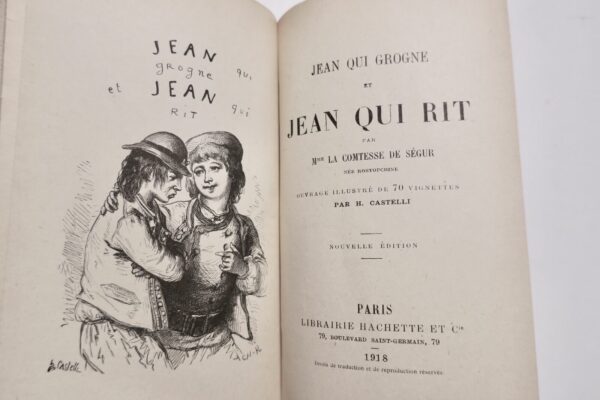 JEAN qui
grogne
et JEAN qui
RIT
H. Castelli
JEAN QUI GROGNE
ET
JEAN QUI RIT
PAR
Mme LA COMTESSE DE SÉGUR
NÉE ROSTOPCHINE
OUVRAGE ILLUSTRÉ DE 70 VIGNETTES
PAR H. CASTELLI
NOUVELLE ÉDITION
PARIS
LIBRAIRIE HACHETTE ET Cie
79, BOULEVARD SAINT-GERMAIN, 79
1918
Droits de traduction et de reproduction réservés.